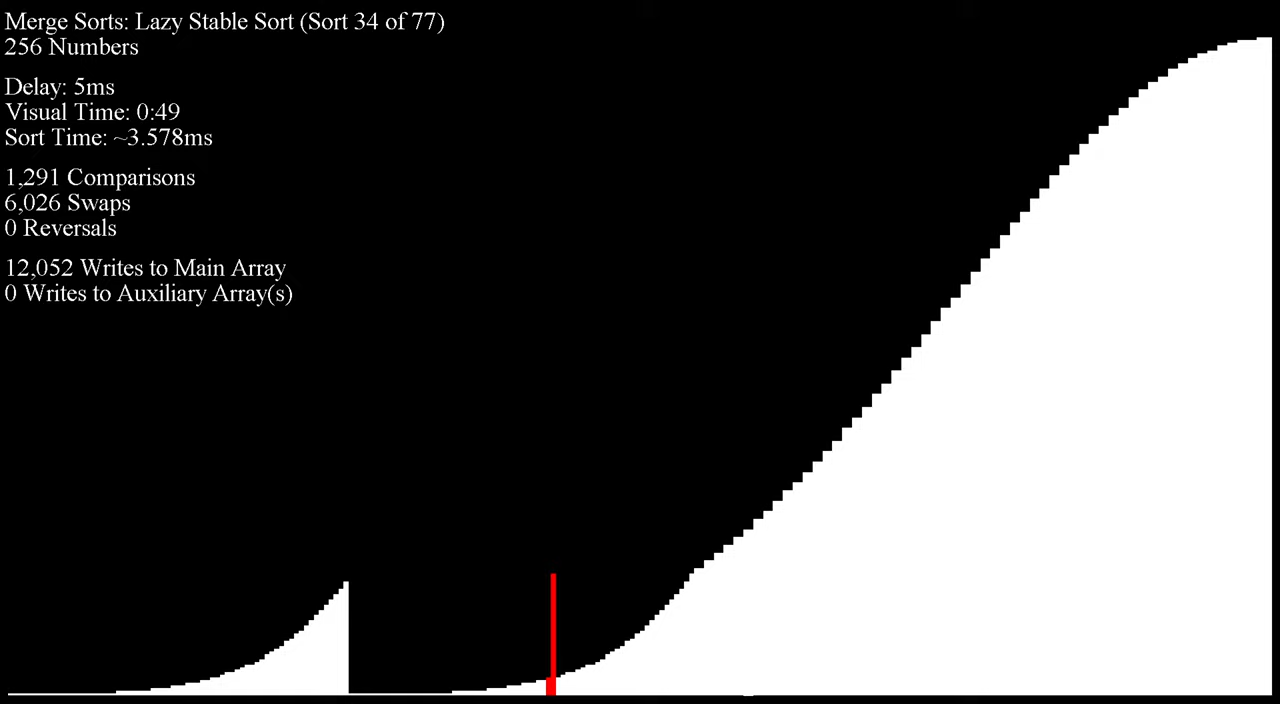 Merge Sorts: Lazy Stable Sort (Sort 34 of 77)
256 Numbers
Delay: 5ms
Visual Time: 0:49
Sort Time: ~3.578ms
1,291 Comparisons
6,026 Swaps
0 Reversals
12,052 Writes to Main Array
0 Writes to Auxiliary Array(s)